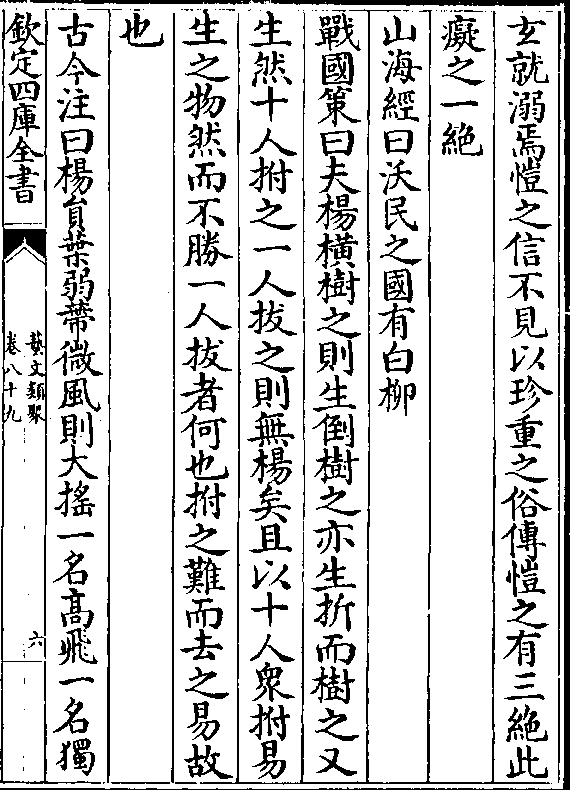 玄就溺焉愷之信不見以珍重之俗傳愷之有三絶此
癡之一絶
山海經曰沃民之國有白柳
戰國策曰夫楊橫樹之則生倒樹之亦生折而樹之又
生然十人拊之一人拔之則無楊矣且以十人衆拊易
生之物然而不勝一人拔者何也拊之難而去之易故
也
古今注曰楊負葉弱蔕微風則大搖一名髙飛一名獨
欽定四庫全書
藝文類聚
卷八十九
六